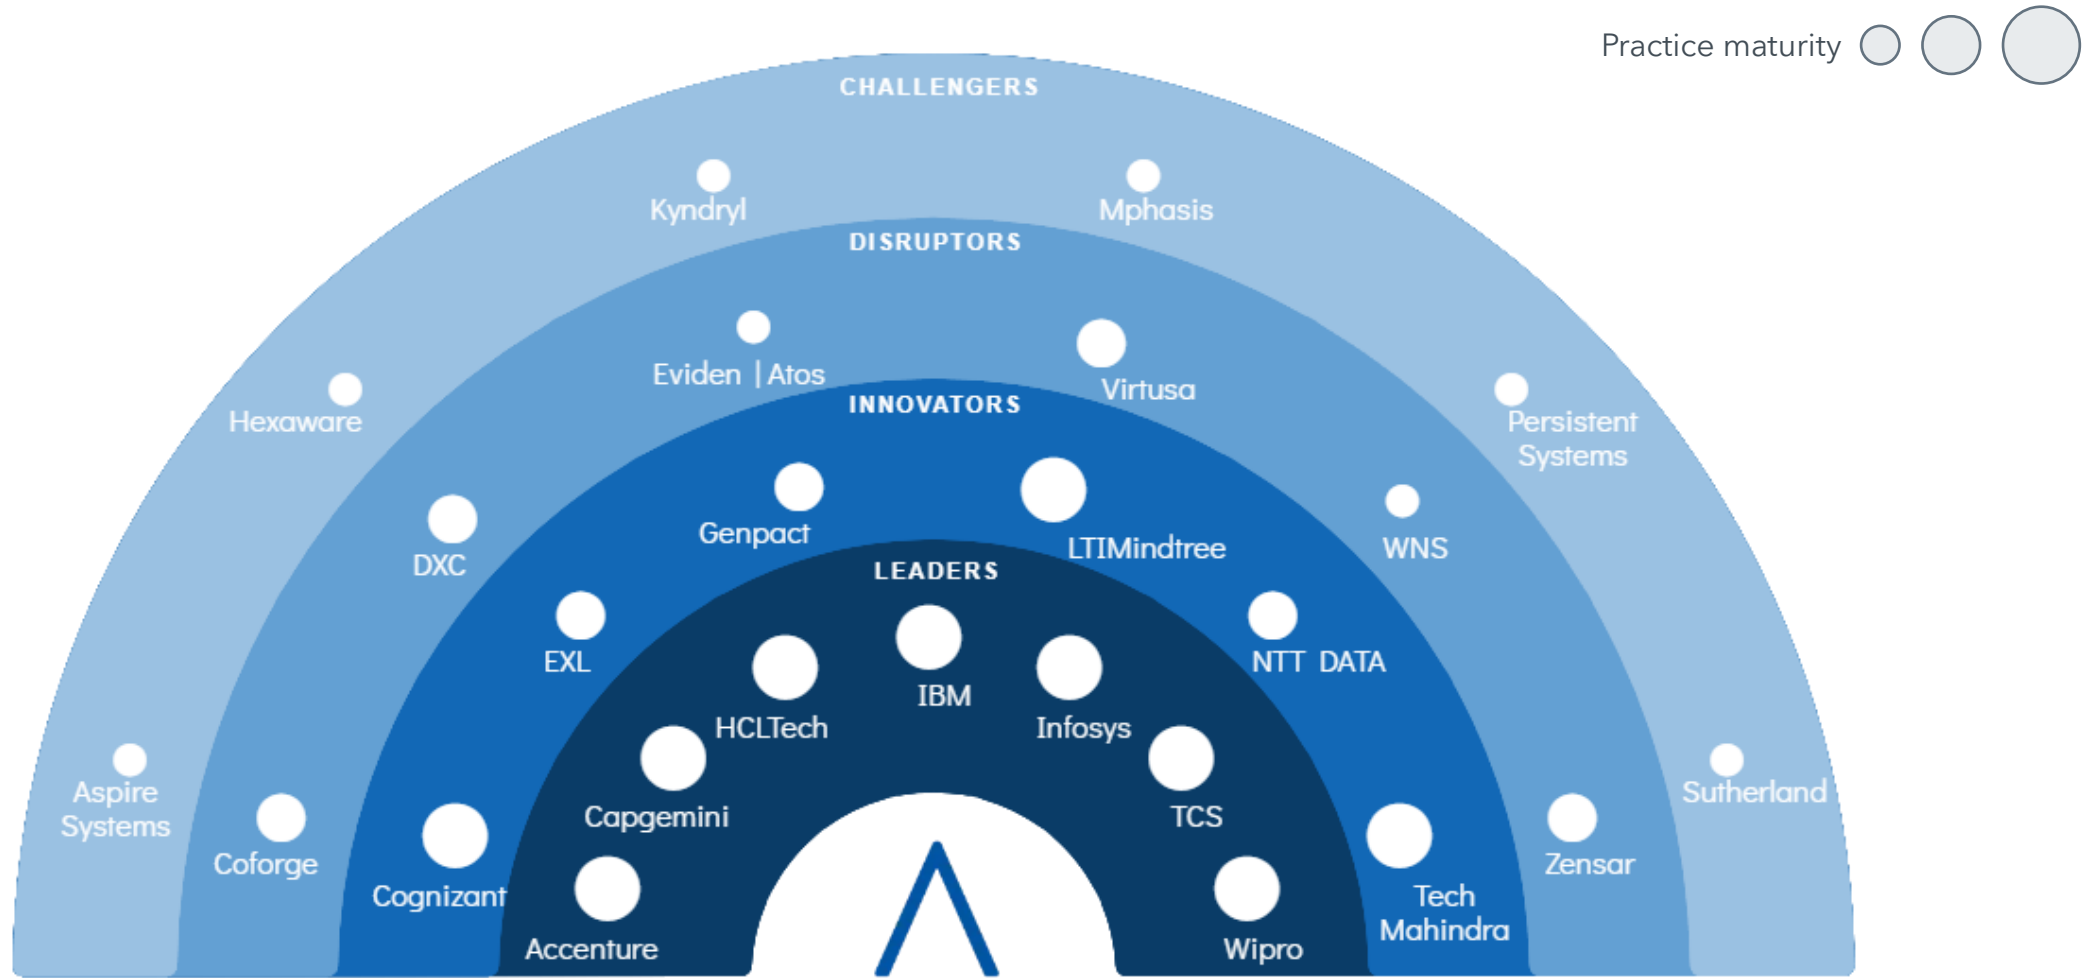 Practice maturity
CHALLENGERS
Kyndryl
Mphasis
Hexaware
Persistent
Systems
Aspire
Systems
Sutherland
DISRUPTORS
Eviden | Atos
Virtusa
DXC
WNS
Coforge
Zensar
INNOVATORS
Genpact
LTIMindtree
EXL
NTT DATA
Cognizant
Tech
Mahindra
LEADERS
IBM
HCLTech
Infosys
Capgemini
TCS
Accenture
Wipro